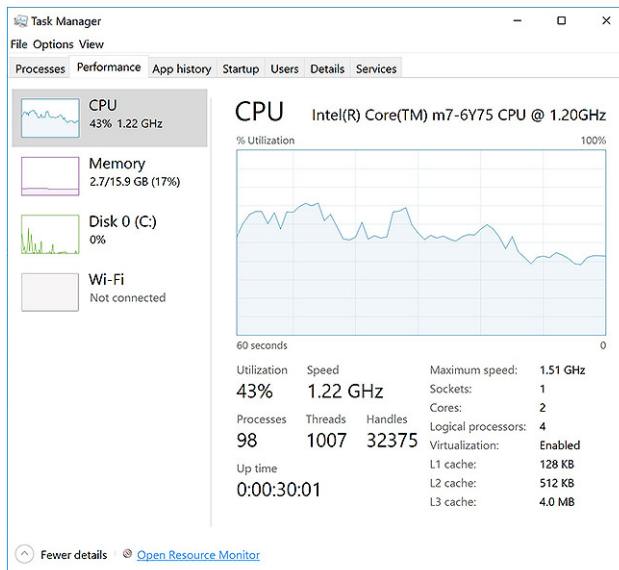 Task Manager
File Options View
Processes Performance App history Startup Users Details Services
CPU
43% 1.22 GHz
Memory
2.7/15.9 GB (17%)
Disk 0 (C:)
0%
Wi-Fi
Not connected
CPU Intel(R) Core(TM) m7-6Y75 CPU @ 1.20GHz
% Utilization 100%
60 seconds 0
Utilization Speed
43% 1.22 GHz
Processes Threads Handles
98 1007 32375
Up time
0:00:30:01
Maximum speed: 1.51 GHz
Sockets: 1
Cores: 2
Logical processors: 4
Virtualization: Enabled
L1 cache: 128 KB
L2 cache: 512 KB
L3 cache: 4.0 MB
Fewer details Open Resource Monitor